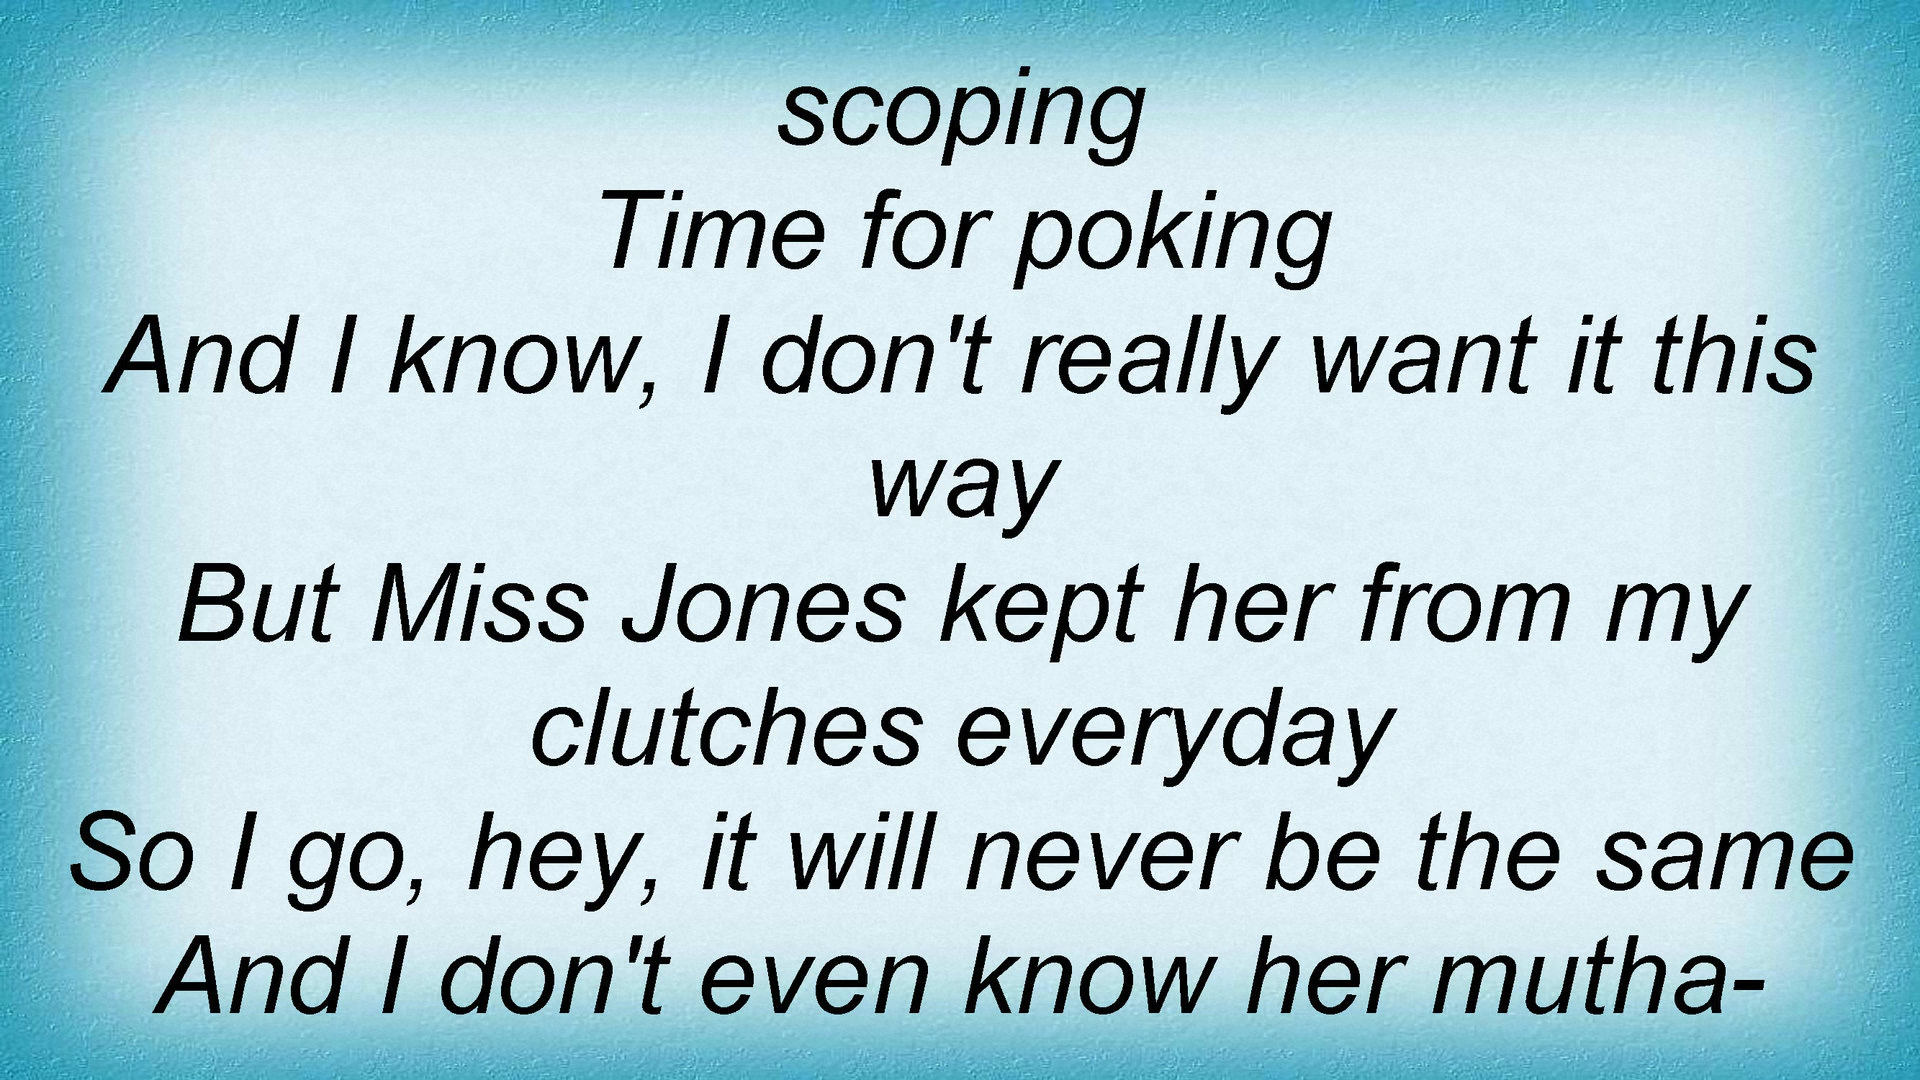 scoping
Time for poking
And I know, I don't really want it this
way
But Miss Jones kept her from my
clutches everyday
So I go, hey, it will never be the same
And I don't even know her mutha-